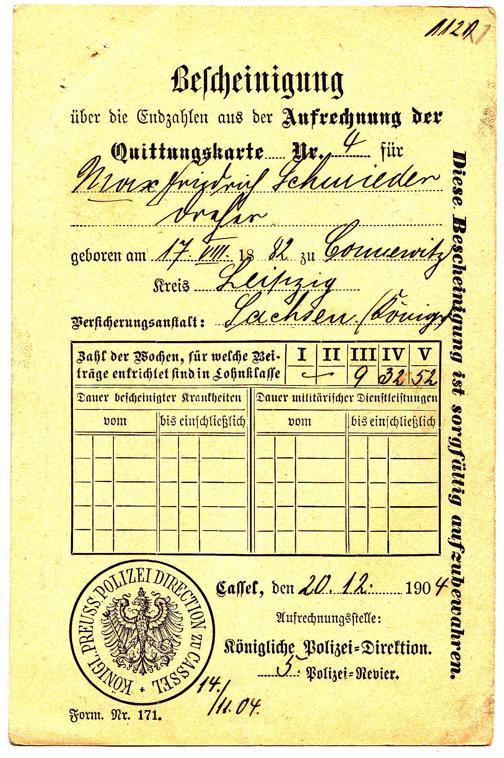 1120
Bescheinigung
über die Endzahlen aus der Aufrechnung der
Quittungskarte Nr. 4 für
Max Friedrich Schmieder
Dreher
geboren am 17. VIII. 1882 zu Connewitz
Kreis Leipzig
Versicherungsanstalt: Sachsen (Königr.
Zahl der Wochen, für welche Bei-
träge entrichtet sind in Lohnklasse
I II III IV V
– – 9 32 52
Dauer bescheinigter Krankheiten
Dauer militärischer Dienstleistungen
vom bis einschließlich vom bis einschließlich
Cassel, den 20.12. 1904
Aufrechnungsstelle:
Königliche Polizei-Direktion.
5. Polizei-Revier.
KÖNIGL. PREUSS. POLIZEI DIRECTION ZU CASSEL
14./11.04.
Form. Nr. 171.
Diese Bescheinigung ist sorgfältig aufzubewahren.